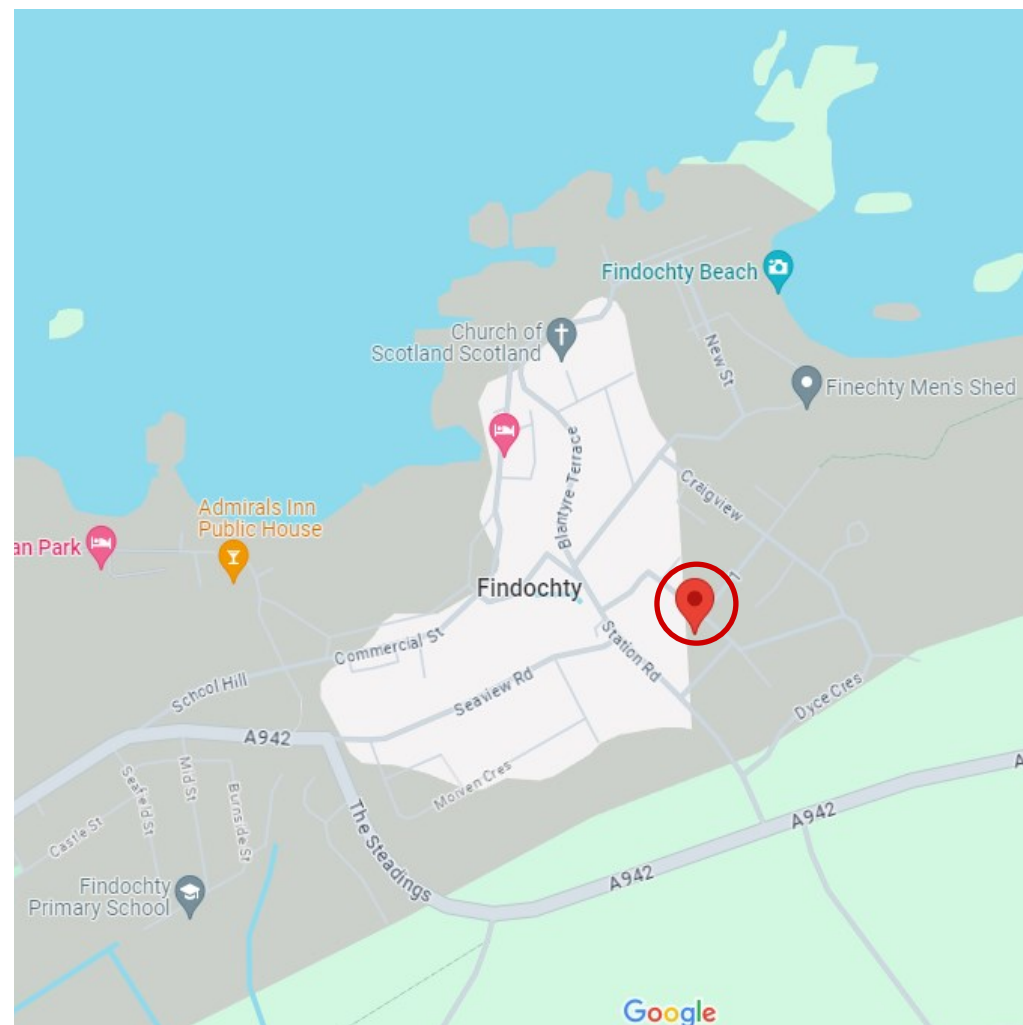 Findochty Beach
Church of
Scotland Scotland
New St
Finechty Men's Shed
Blantyre Terrace
Craigview
Admirals Inn
Public House
an Park
Findochty
Commercial St
Station Rd
School Hill
Seaview Rd
Dyce Cres
A942
Morven Cres
Seafield St
Mid St
Burnside St
The Steadings
A942
Castle St
A942
Findochty
Primary School
Google